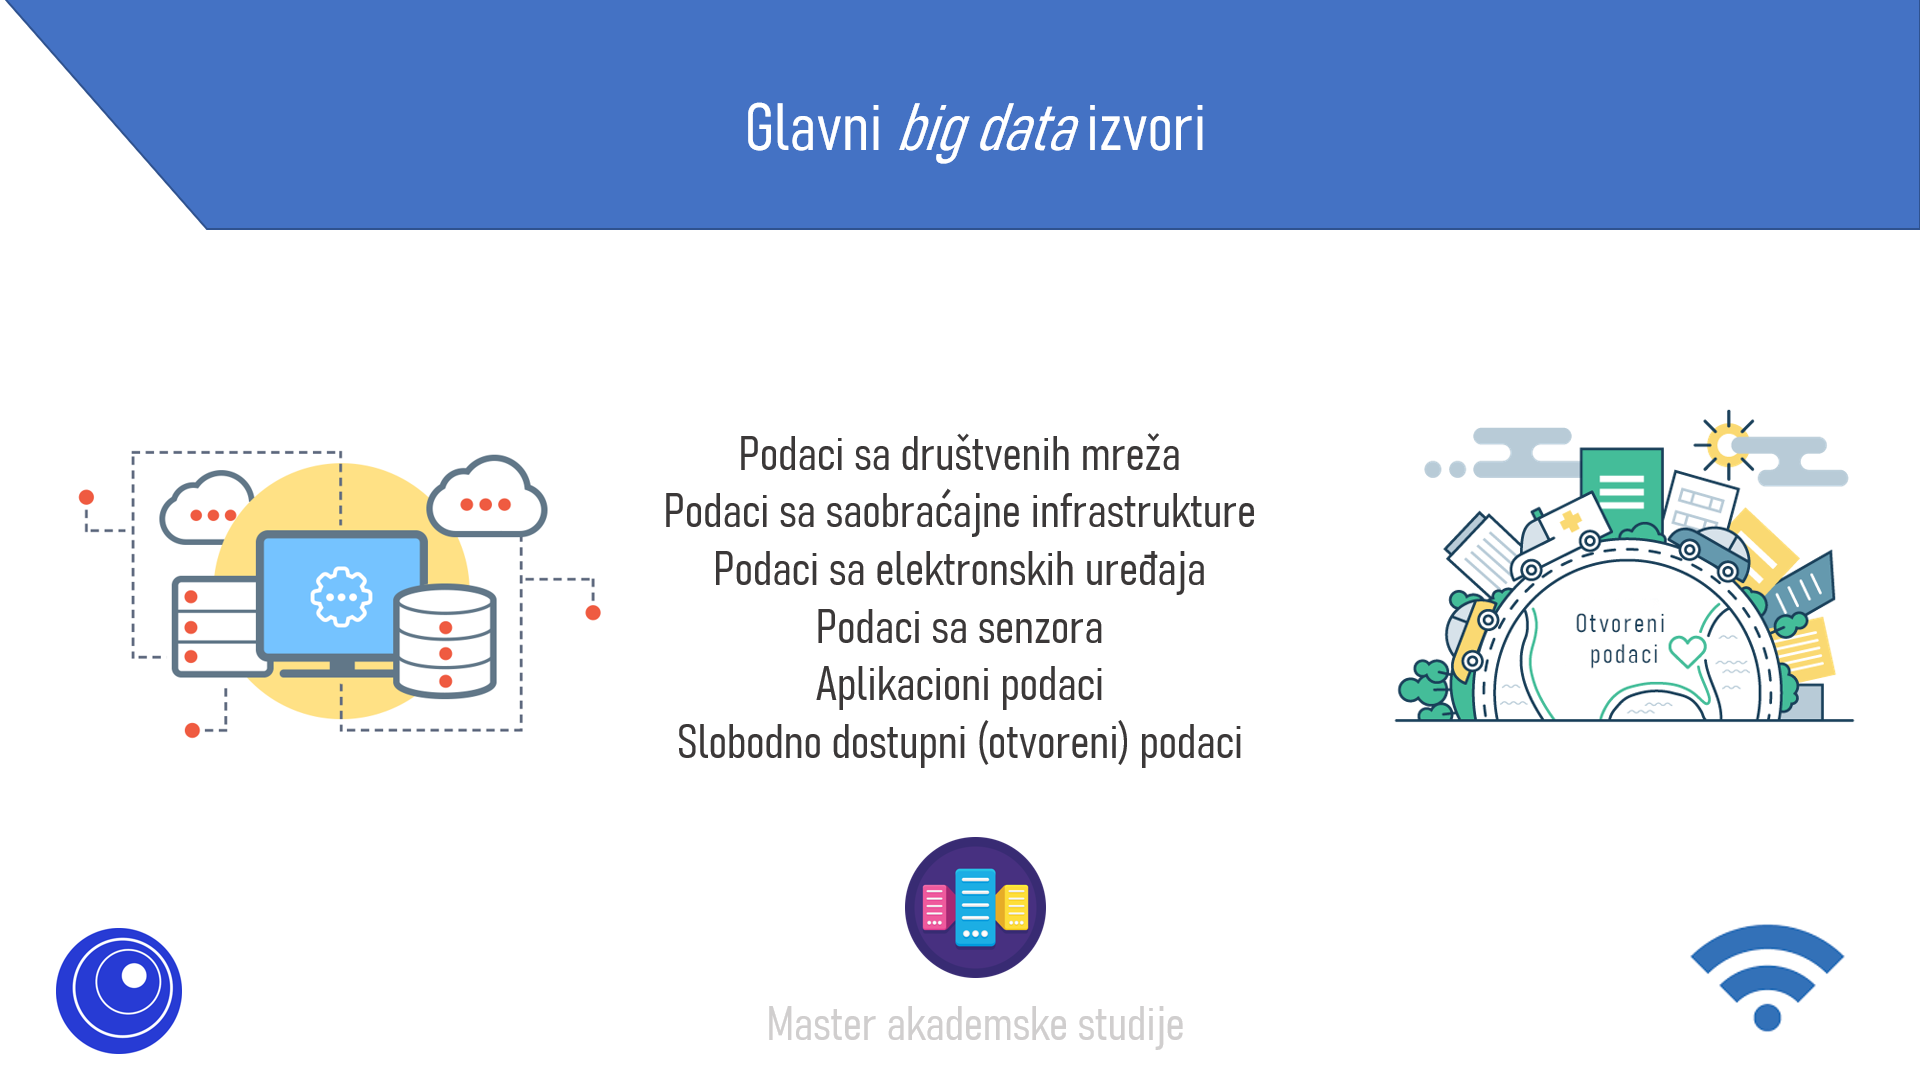 Glavni big data izvori
Podaci sa društvenih mreža
Podaci sa saobraćajne infrastrukture
Podaci sa elektronskih uređaja
Podaci sa senzora
Aplikacioni podaci
Slobodno dostupni (otvoreni) podaci
Otvoreni
podaci
Master akademske studije